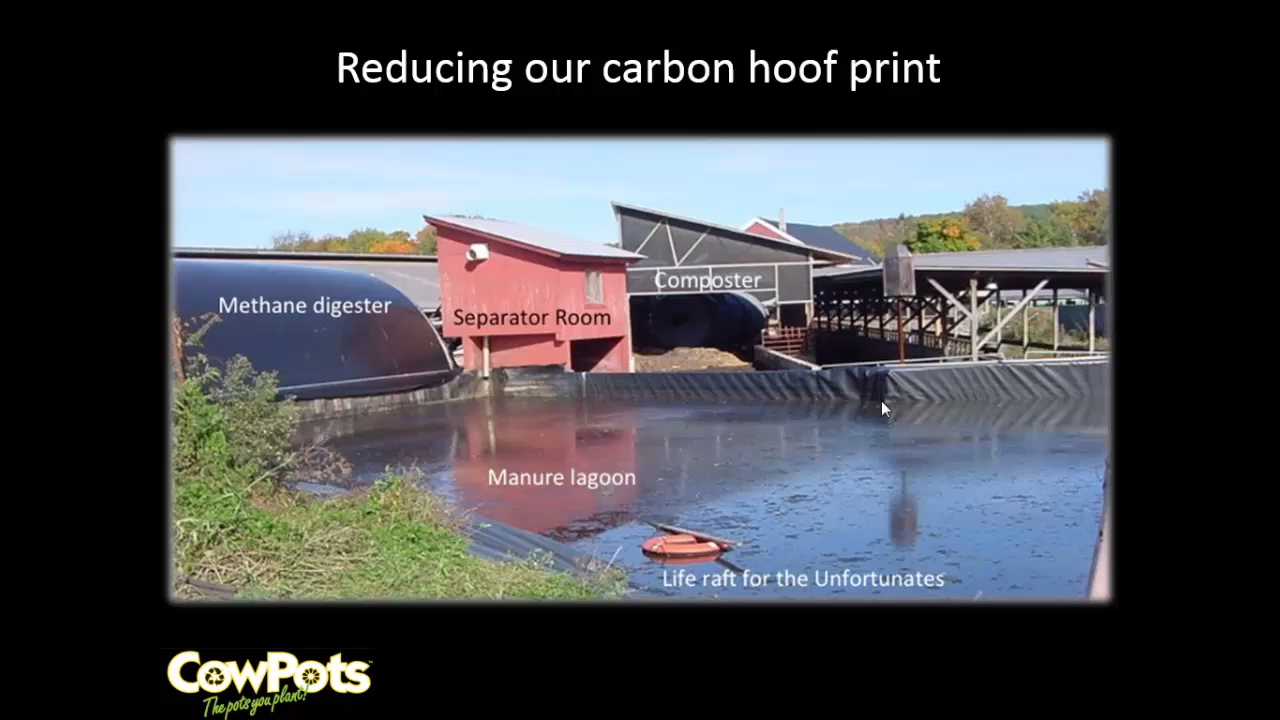 Reducing our carbon hoof print
Composter
Methane digester
Separator Room
Manure lagoon
Life raft for the Unfortunates
CowPots
The pots you plant!